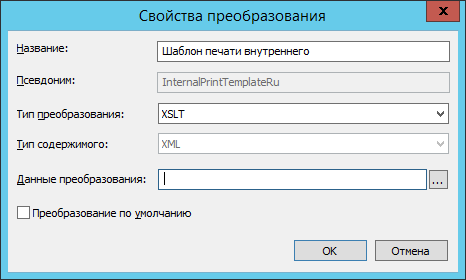 Свойства преобразования
x
Название: Шаблон печати внутреннего
Псевдоним: InternalPrintTemplateRu
Тип преобразования: XSLT
Тип содержимого: XML
Данные преобразования: ...
Преобразование по умолчанию
OK Отмена